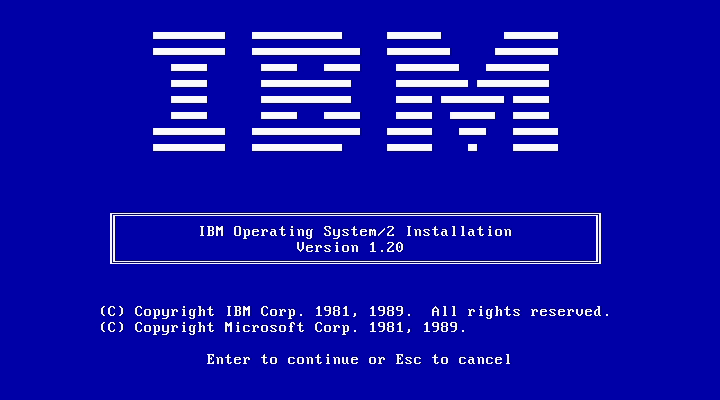 IBM
IBM Operating System/2 Installation
Version 1.20
(C) Copyright IBM Corp. 1981, 1989.  All rights reserved.
(C) Copyright Microsoft Corp. 1981, 1989.
Enter to continue or Esc to cancel